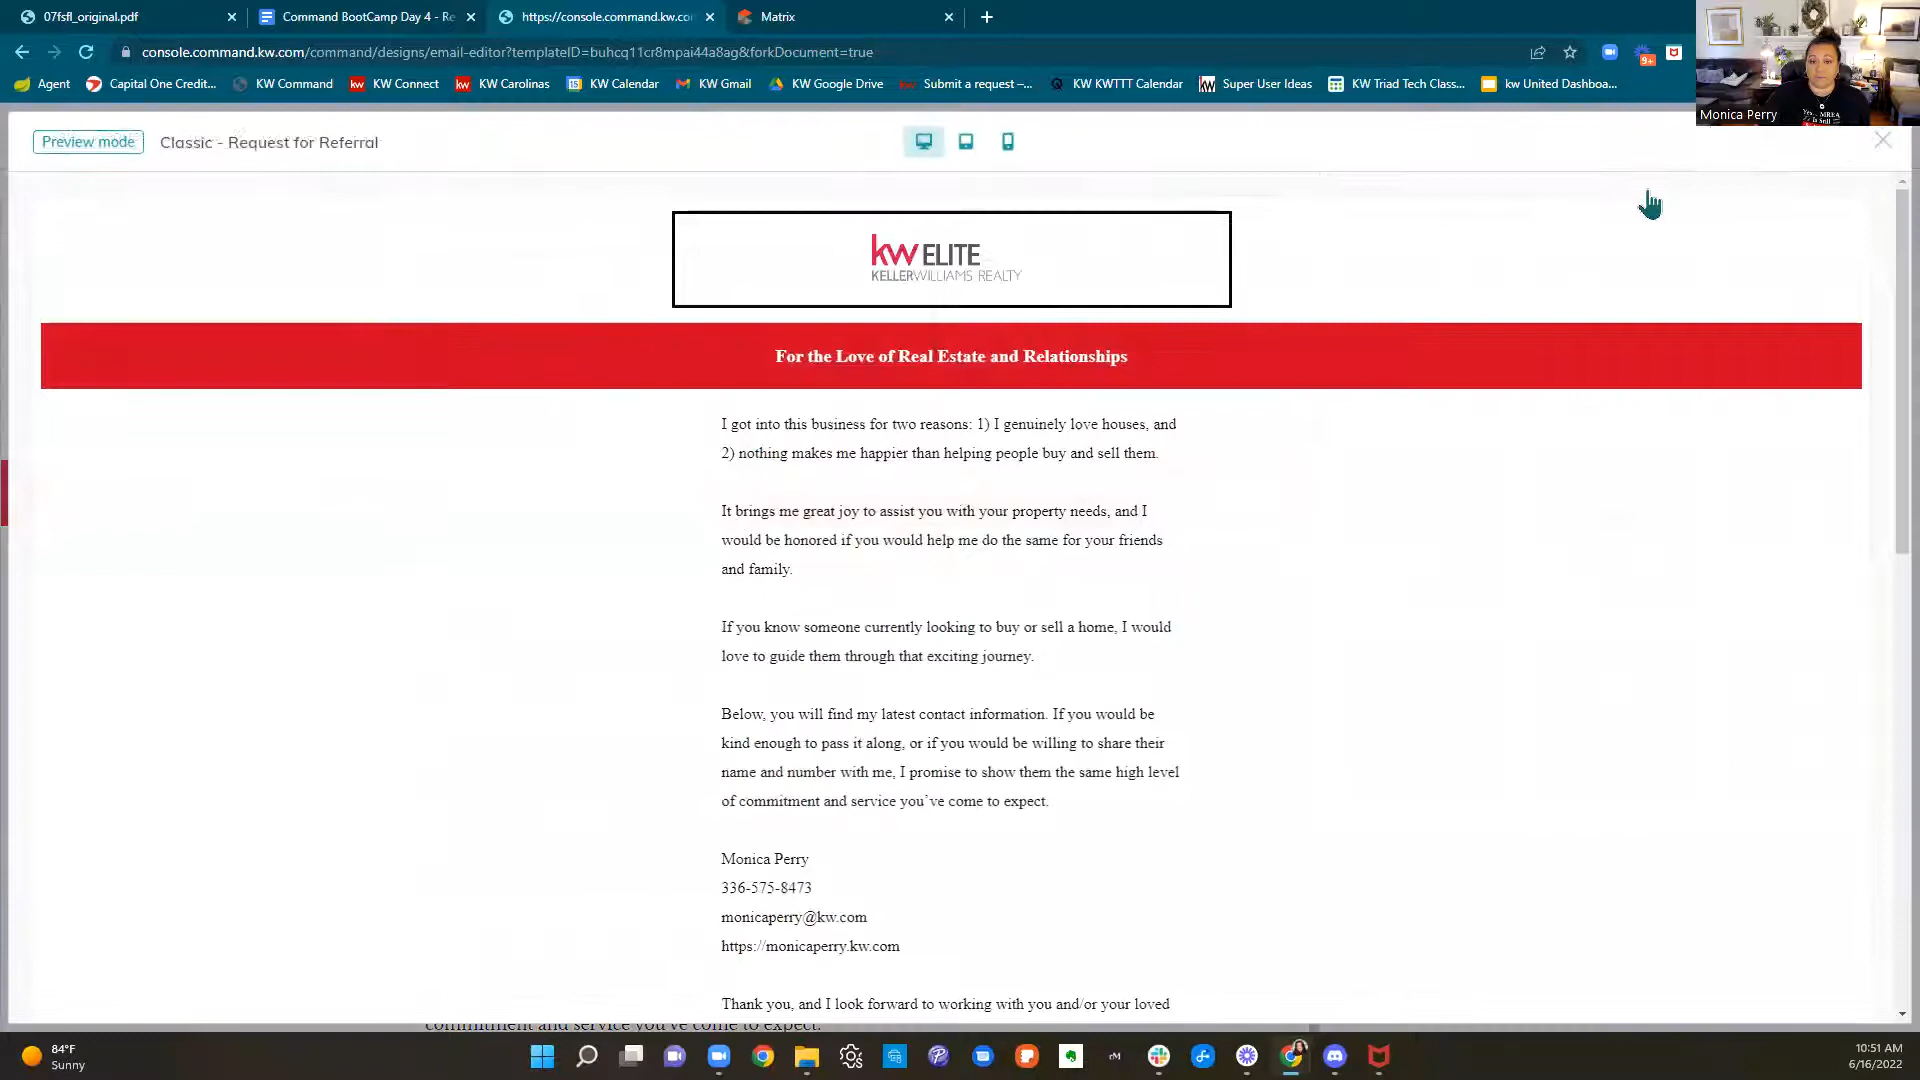 07fsfl_original.pdf
Command BootCamp Day 4 - Re
https://console.command.kw.co
Matrix
console.command.kw.com/command/designs/email-editor?templateID=buhcq11cr8mpai44a8ag&forkDocument=true
9+
Agent
Capital One Credit...
KW Command
KW Connect
KW Carolinas
KW Calendar
KW Gmail
KW Google Drive
Submit a request –...
KW KWTTT Calendar
Super User Ideas
KW Triad Tech Class...
kw United Dashboa...
Monica Perry
Preview mode
Classic - Request for Referral
kw ELITE
KELLERWILLIAMS REALTY
For the Love of Real Estate and Relationships
I got into this business for two reasons: 1) I genuinely love houses, and
2) nothing makes me happier than helping people buy and sell them.
It brings me great joy to assist you with your property needs, and I
would be honored if you would help me do the same for your friends
and family.
If you know someone currently looking to buy or sell a home, I would
love to guide them through that exciting journey.
Below, you will find my latest contact information. If you would be
kind enough to pass it along, or if you would be willing to share their
name and number with me, I promise to show them the same high level
of commitment and service you've come to expect.
Monica Perry
336-575-8473
monicaperry@kw.com
https://monicaperry.kw.com
Thank you, and I look forward to working with you and/or your loved
commitment and service you've come to expect.
84°F
Sunny
rM
10:51 AM
6/16/2022